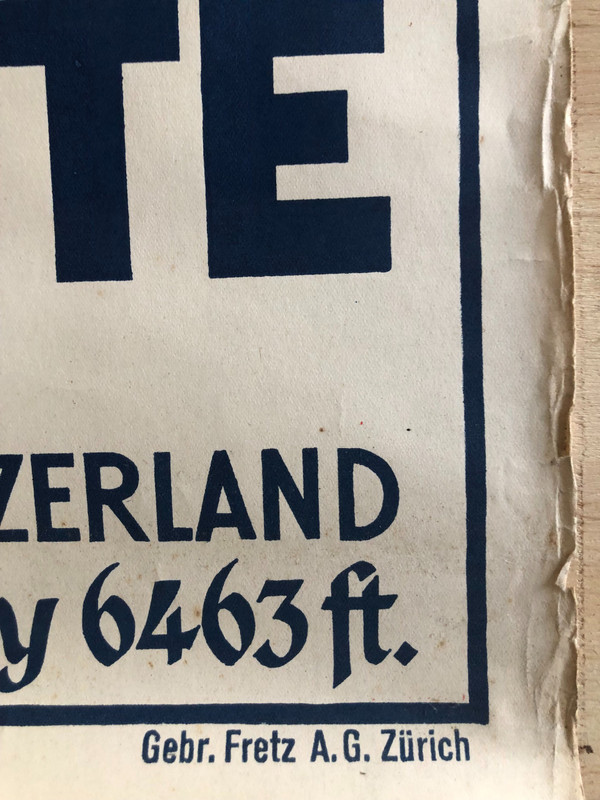 TE
ZERLAND
y 6463 ft.
Gebr. Fretz A.G. Zürich